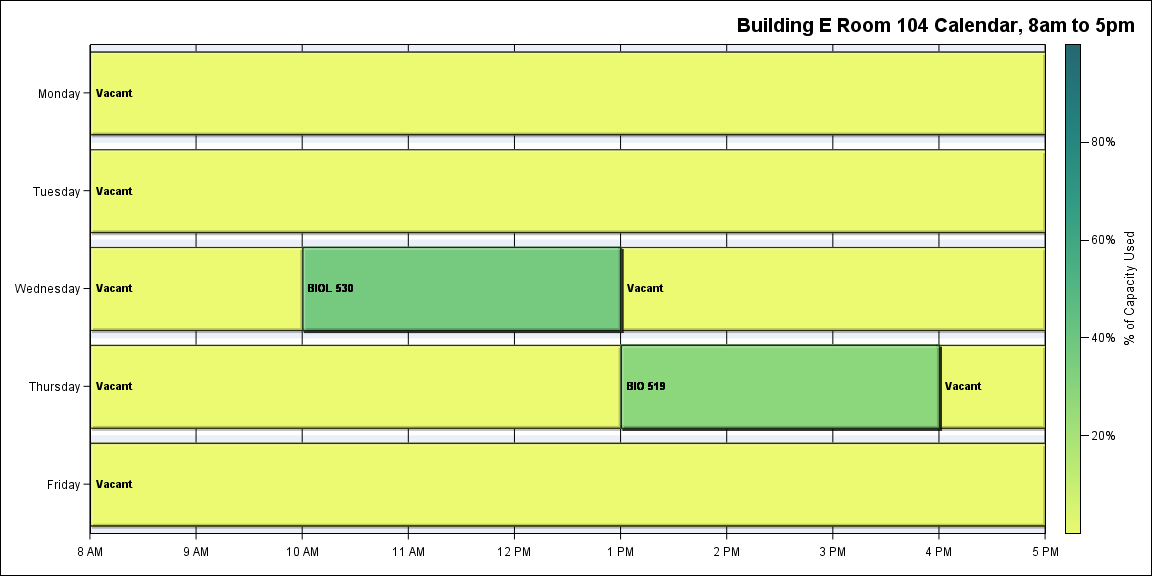 Building E Room 104 Calendar, 8am to 5pm
Monday
Vacant
Tuesday
Vacant
Wednesday
Vacant
BIOL 530
Vacant
Thursday
Vacant
BIO 519
Vacant
Friday
Vacant
8 AM
9 AM
10 AM
11 AM
12 PM
1 PM
2 PM
3 PM
4 PM
5 PM
80%
60%
40%
20%
% of Capacity Used